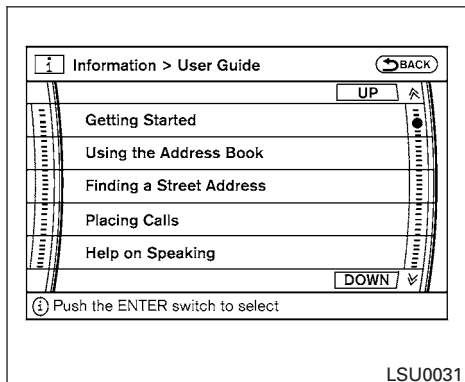 i Information > User Guide BACK
UP
Getting Started
Using the Address Book
Finding a Street Address
Placing Calls
Help on Speaking
DOWN
i Push the ENTER switch to select
LSU0031